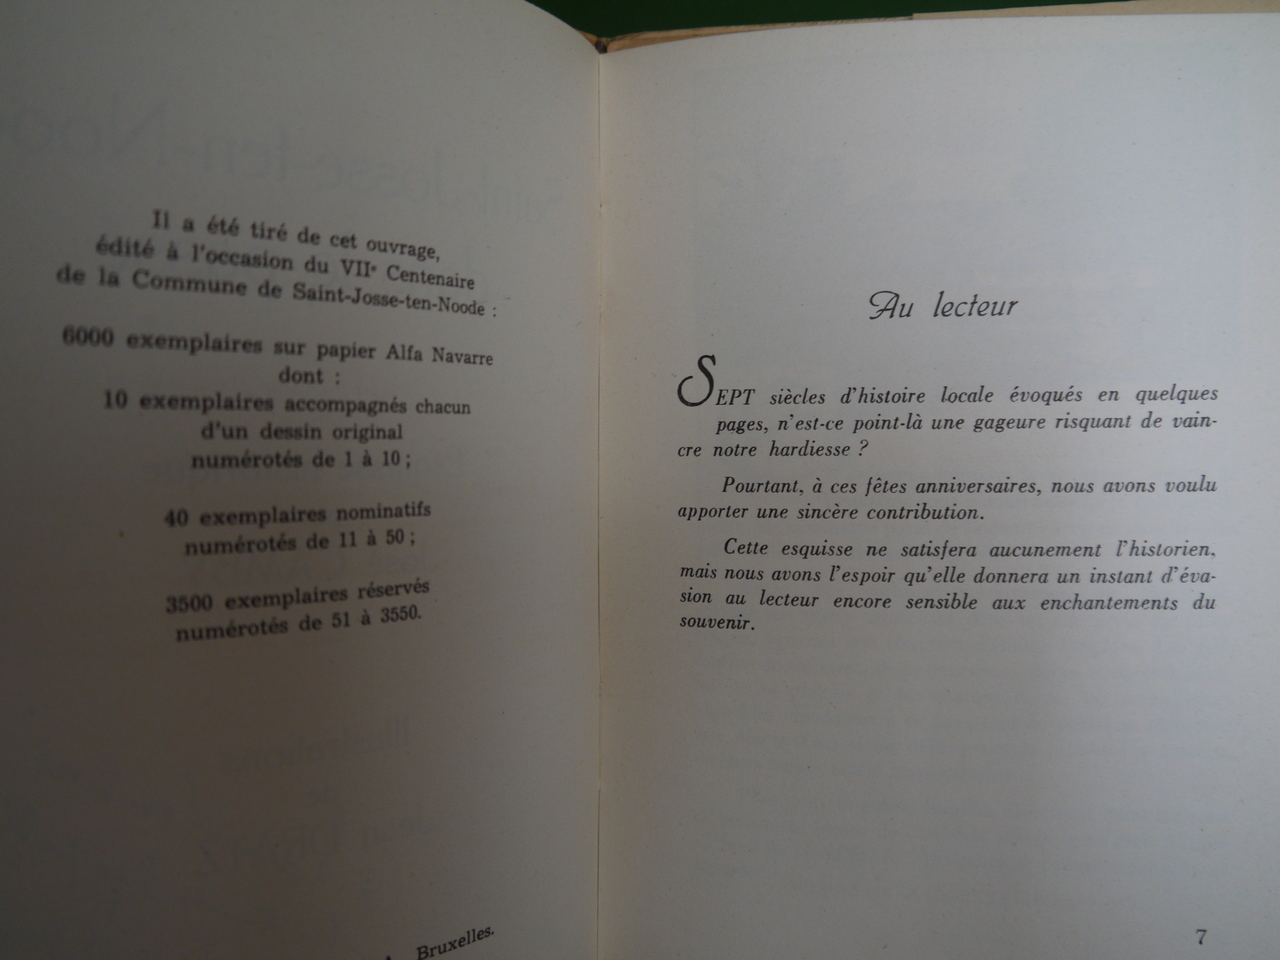 Il a été tiré de cet ouvrage,
édité à l'occasion du VIIe Centenaire
de la Commune de Saint-Josse-ten-Noode :
6000 exemplaires sur papier Alfa Navarre
dont :
10 exemplaires accompagnés chacun
d'un dessin original
numérotés de 1 à 10 ;
40 exemplaires nominatifs
numérotés de 11 à 50 ;
3500 exemplaires réservés
numérotés de 51 à 3550.
Bruxelles.
Au lecteur
SEPT siècles d'histoire locale évoqués en quelques
pages, n'est-ce point-là une gageure risquant de vain-
cre notre hardiesse ?
Pourtant, à ces fêtes anniversaires, nous avons voulu
apporter une sincère contribution.
Cette esquisse ne satisfera aucunement l'historien,
mais nous avons l'espoir qu'elle donnera un instant d'éva-
sion au lecteur encore sensible aux enchantements du
souvenir.
7